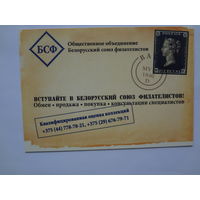 БСФ
Общественное объединение
Белорусский союз филателистов
ВСТУПАЙТЕ В БЕЛОРУССКИЙ СОЮЗ ФИЛАТЕЛИСТОВ!
Обмен • продажа • покупка • консультации специалистов
Квалифицированная оценка коллекций
+375 (44) 778-78-21, +375 (29) 676-79-71